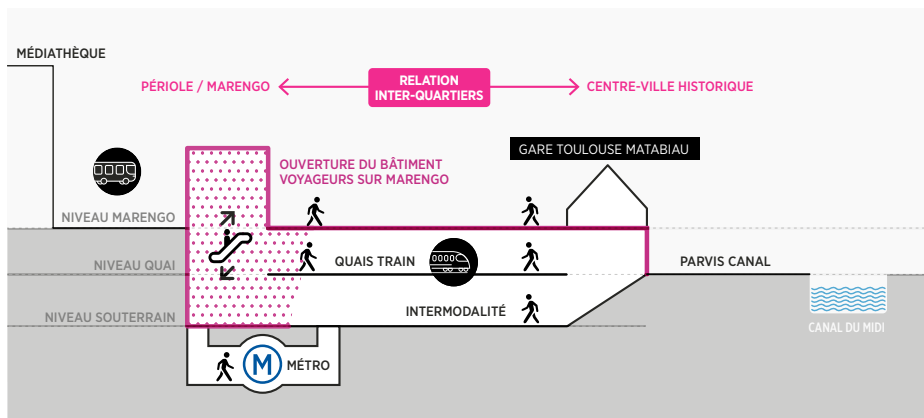 MÉDIATHÈQUE
PÉRIOLE / MARENGO
RELATION
INTER-QUARTIERS
CENTRE-VILLE HISTORIQUE
GARE TOULOUSE MATABIAU
OUVERTURE DU BÂTIMENT
VOYAGEURS SUR MARENGO
NIVEAU MARENGO
NIVEAU QUAI
QUAIS TRAIN
PARVIS CANAL
NIVEAU SOUTERRAIN
INTERMODALITÉ
CANAL DU MIDI
M
MÉTRO